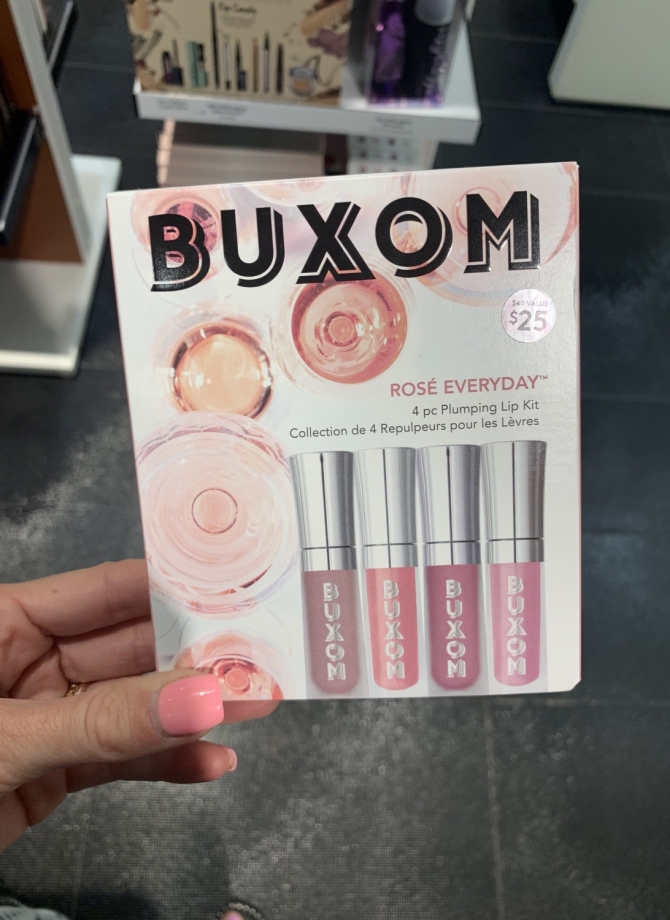 BUXOM
$40 VALUE
$25
ROSÉ EVERYDAY™
4 pc Plumping Lip Kit
Collection de 4 Repulpeurs pour les Lèvres
BUXOM
BUXOM
BUXOM
BUXOM